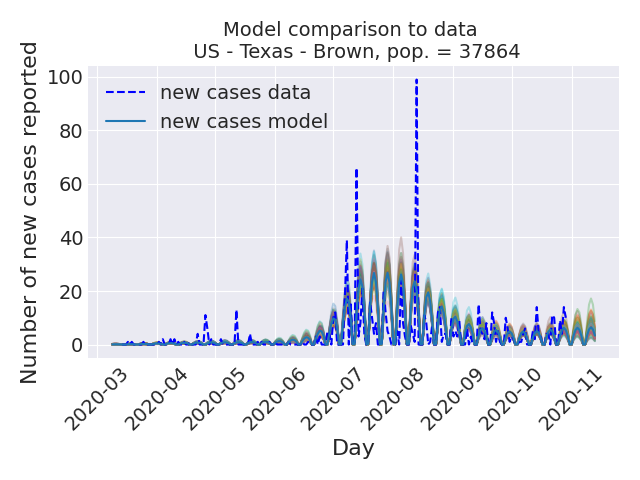 Model comparison to data
US - Texas - Brown, pop. = 37864
Number of new cases reported
100
80
60
40
20
0
new cases data
new cases model
2020-03
2020-04
2020-05
2020-06
2020-07
2020-08
2020-09
2020-10
2020-11
Day